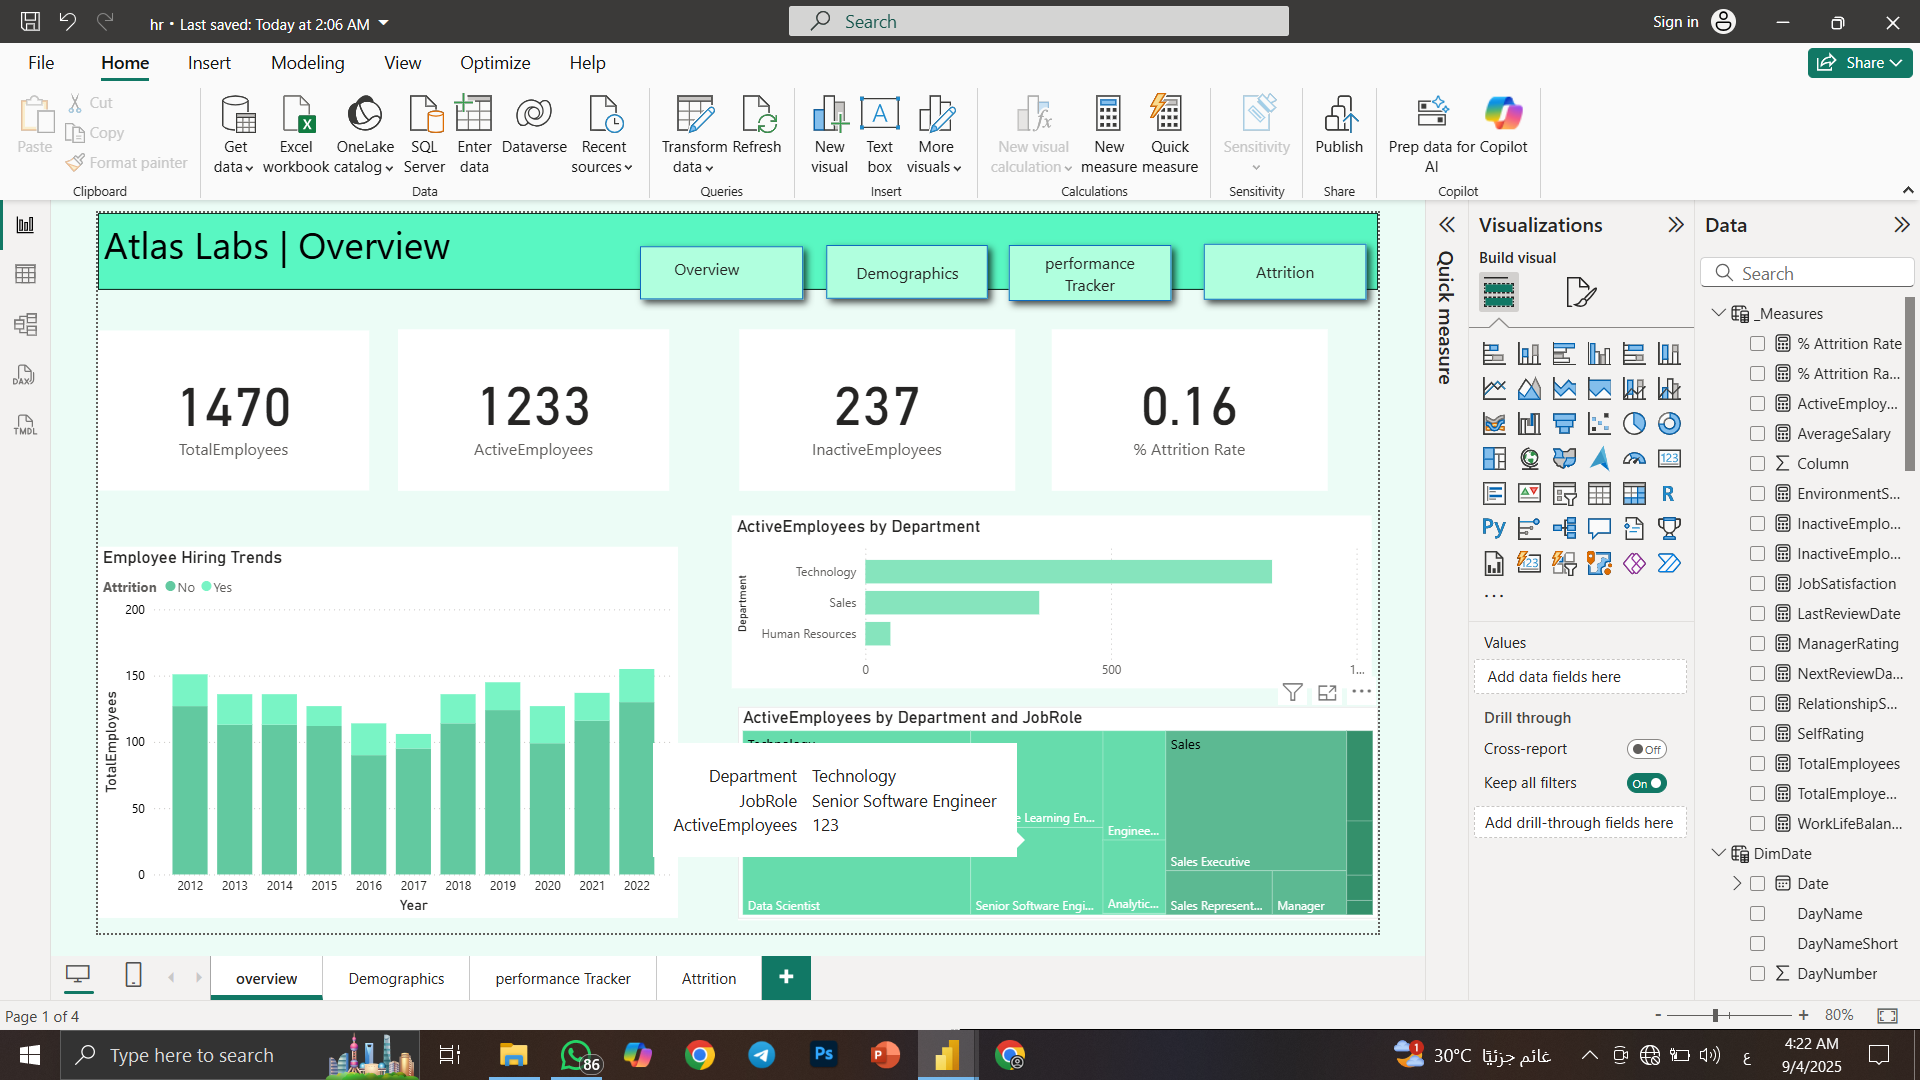 hr • Last saved: Today at 2:06 AM
Search
Sign in
File
Home
Insert
Modeling
View
Optimize
Help
Share
Paste
Cut
Copy
Format painter
Clipboard
Get data
Excel workbook
OneLake catalog
SQL Server
Enter data
Dataverse
Recent sources
Data
Transform data
Refresh
Queries
New visual
Text box
More visuals
Insert
New visual calculation
New measure
Quick measure
Calculations
Sensitivity
Sensitivity
Publish
Share
Prep data for AI
Copilot
Copilot
Atlas Labs | Overview
Overview
Demographics
performance
Tracker
Attrition
1470
TotalEmployees
1233
ActiveEmployees
237
InactiveEmployees
0.16
% Attrition Rate
Employee Hiring Trends
Attrition No Yes
TotalEmployees
200
150
100
50
0
2012 2013 2014 2015 2016 2017 2018 2019 2020 2021 2022
Year
ActiveEmployees by Department
Department
Technology
Sales
Human Resources
0 500 1...
ActiveEmployees by Department and JobRole
Sales
Department Technology
JobRole Senior Software Engineer
ActiveEmployees 123
Learning En...
Enginee...
Sales Executive
Data Scientist
Senior Software Engi...
Analytic...
Sales Represent...
Manager
Quick measure
Visualizations
Build visual
Values
Add data fields here
Drill through
Cross-report Off
Keep all filters On
Add drill-through fields here
Data
Search
_Measures
% Attrition Rate
% Attrition Ra...
ActiveEmploy...
AverageSalary
Column
EnvironmentS...
InactiveEmplo...
InactiveEmplo...
JobSatisfaction
LastReviewDate
ManagerRating
NextReviewDa...
RelationshipS...
SelfRating
TotalEmployees
TotalEmploye...
WorkLifeBalan...
DimDate
Date
DayName
DayNameShort
DayNumber
overview
Demographics
performance Tracker
Attrition
Page 1 of 4
80%
Type here to search
86
30°C غائم جزئيًا
ع
4:22 AM
9/4/2025